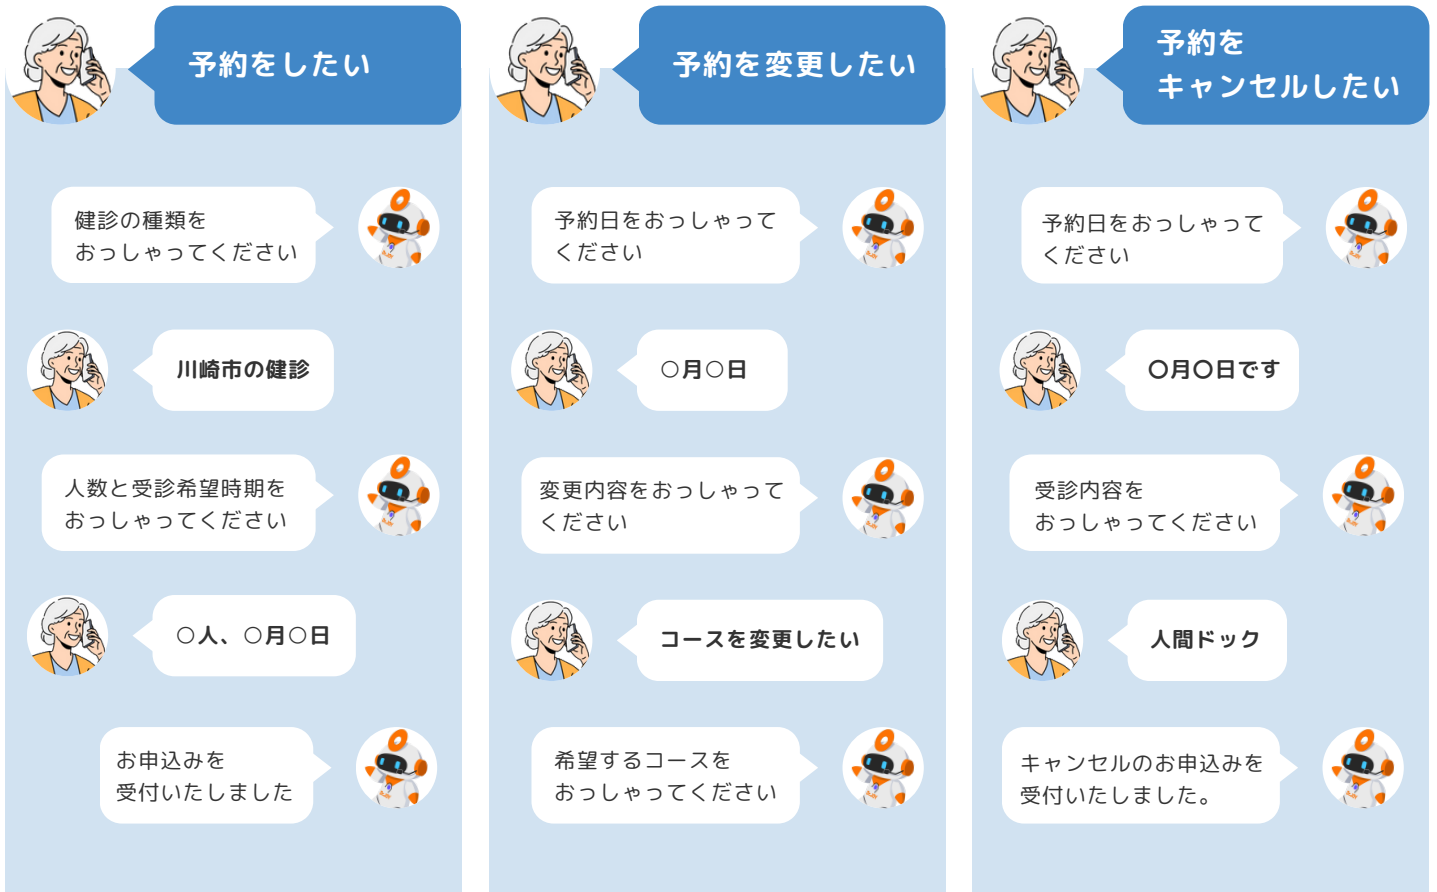 予約をしたい
健診の種類を
おっしゃってください
川崎市の健診
人数と受診希望時期を
おっしゃってください
○人、○月○日
お申込みを
受付いたしました
予約を変更したい
予約日をおっしゃって
ください
○月○日
変更内容をおっしゃって
ください
コースを変更したい
希望するコースを
おっしゃってください
予約を
キャンセルしたい
予約日をおっしゃって
ください
〇月〇日です
受診内容を
おっしゃってください
人間ドック
キャンセルのお申込みを
受付いたしました。